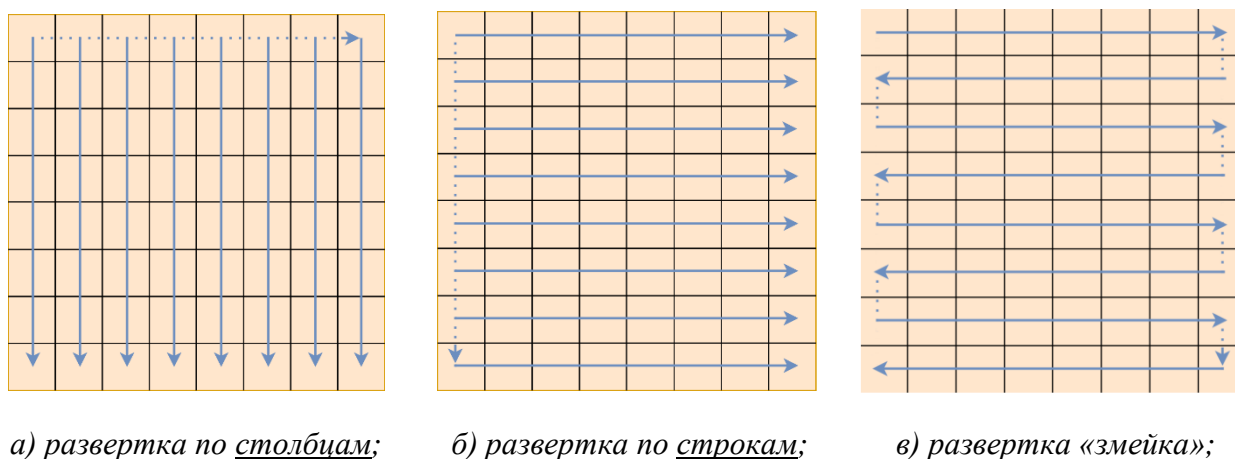 а) развертка по столбцам; б) развертка по строкам; в) развертка «змейка»;